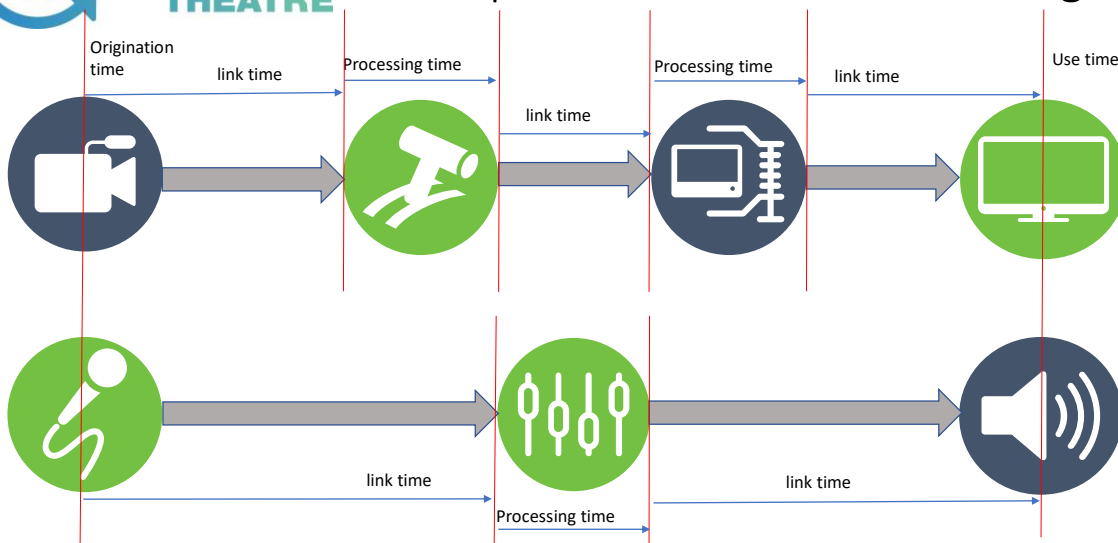 THEATRE
Origination
time
link time
Processing time
link time
Processing time
link time
Use time
link time
Processing time
link time